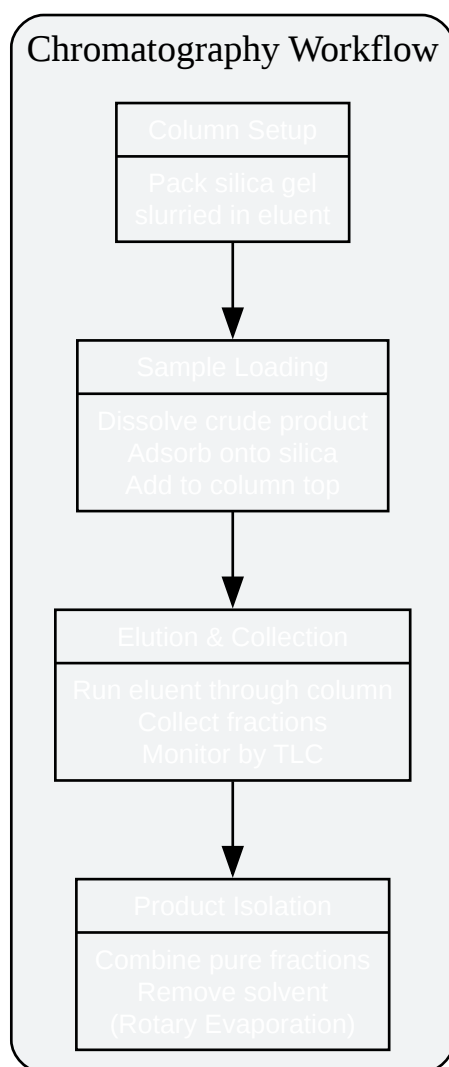 Chromatography Workflow
Column Setup
Pack silica gel
slurried in eluent
Sample Loading
Dissolve crude product
Adsorb onto silica
Add to column top
Elution & Collection
Run eluent through column
Collect fractions
Monitor by TLC
Product Isolation
Combine pure fractions
Remove solvent
(Rotary Evaporation)